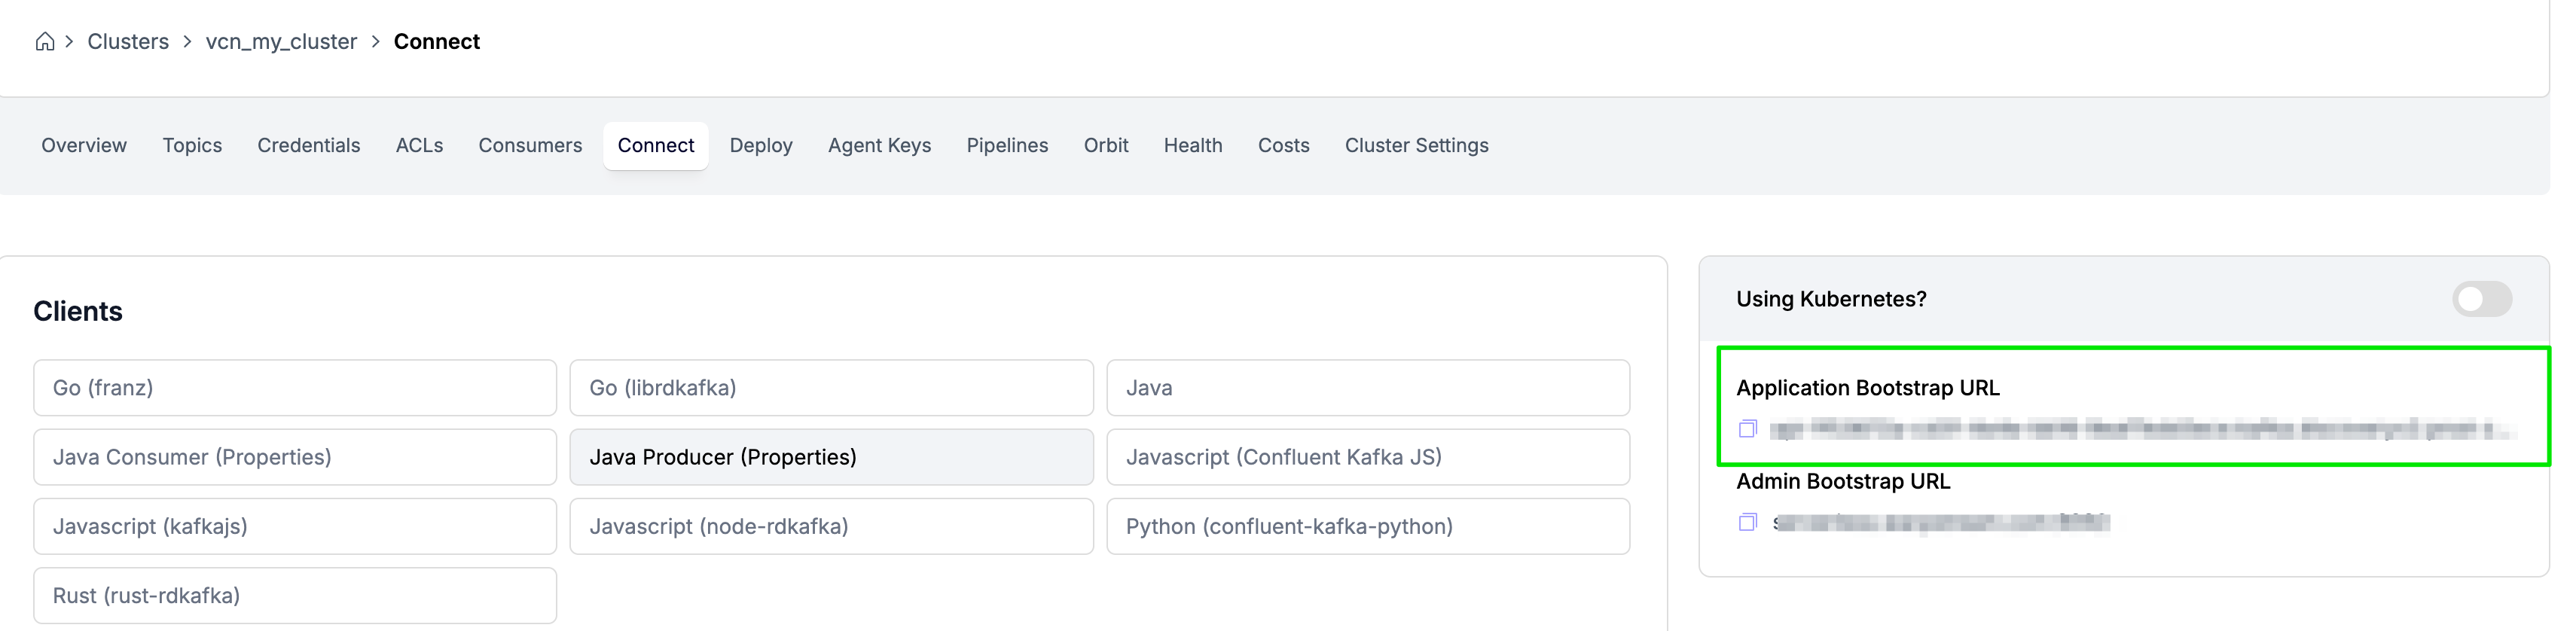 Clusters > vcn_my_cluster > Connect
Overview Topics Credentials ACLs Consumers Connect Deploy Agent Keys Pipelines Orbit Health Costs Cluster Settings
Clients
Go (franz)
Go (librdkafka)
Java
Java Consumer (Properties)
Java Producer (Properties)
Javascript (Confluent Kafka JS)
Javascript (kafkajs)
Javascript (node-rdkafka)
Python (confluent-kafka-python)
Rust (rust-rdkafka)
Using Kubernetes?
Application Bootstrap URL
Admin Bootstrap URL